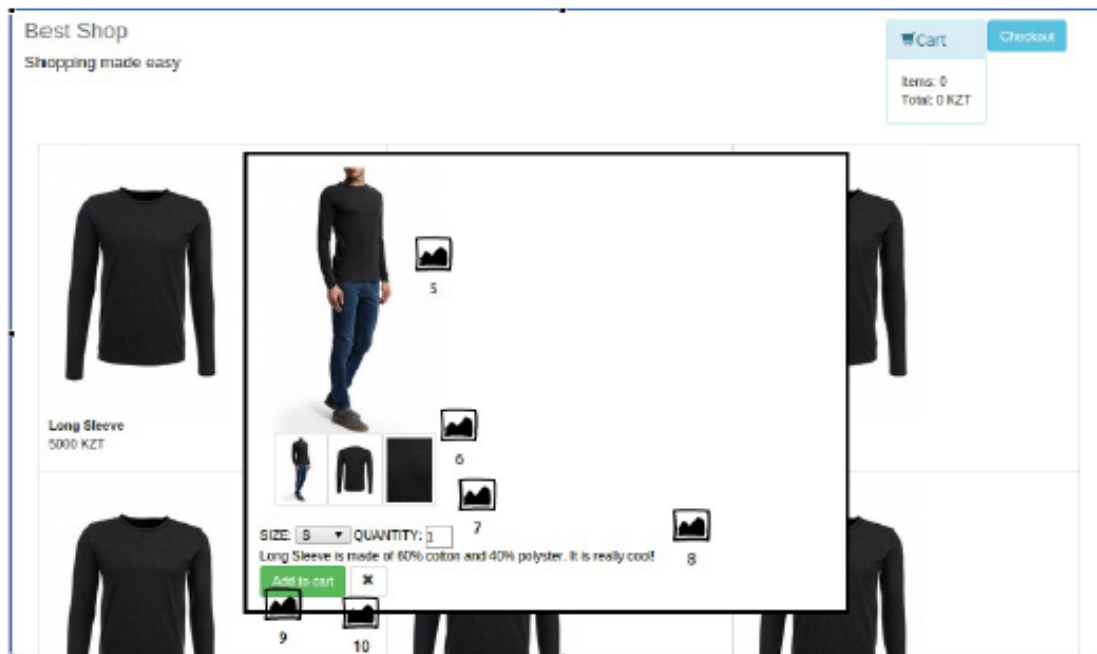 Best Shop
Shopping made easy
Cart
Checkout
Items: 0
Total: 0 KZT
5
Long Sleeve
5000 KZT
6
7
SIZE: S QUANTITY: 1
Long Sleeve is made of 60% cotton and 40% polyster. It is really cool!
8
Add to cart ✖
9
10